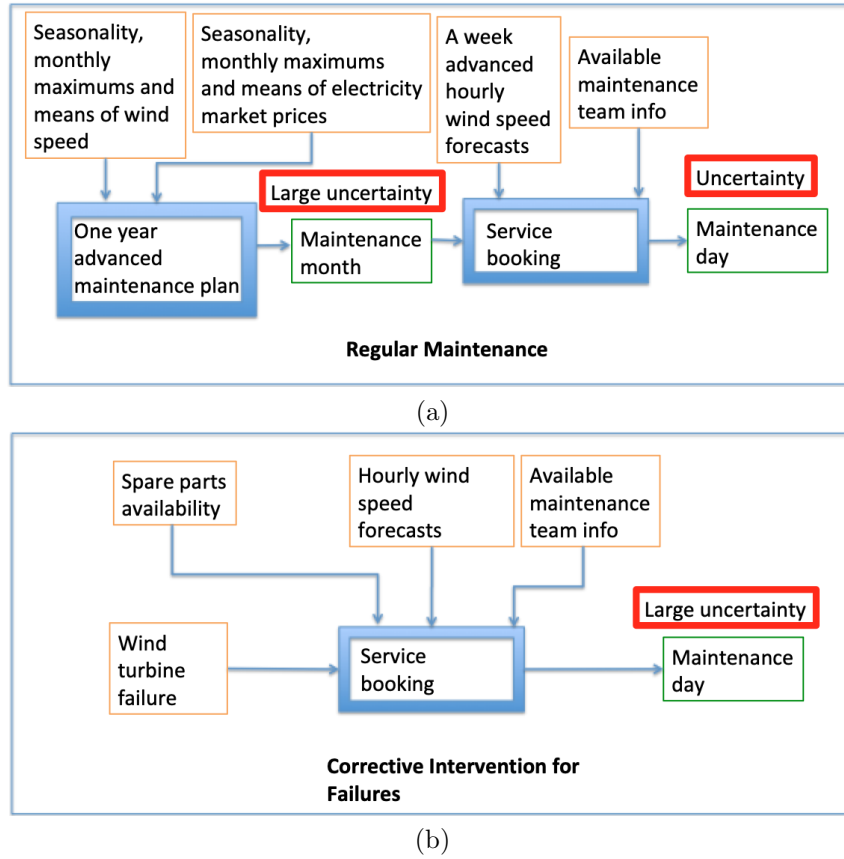 Seasonality,
monthly
maximums and
means of wind
speed
Seasonality,
monthly maximums
and means of electricity
market prices
A week
advanced
hourly
wind speed
forecasts
Available
maintenance
team info
Large uncertainty
Uncertainty
One year
advanced
maintenance plan
Maintenance
month
Service
booking
Maintenance
day
Regular Maintenance
(a)
Spare parts
availability
Hourly wind
speed
forecasts
Available
maintenance
team info
Large uncertainty
Wind
turbine
failure
Service
booking
Maintenance
day
Corrective Intervention for
Failures
(b)